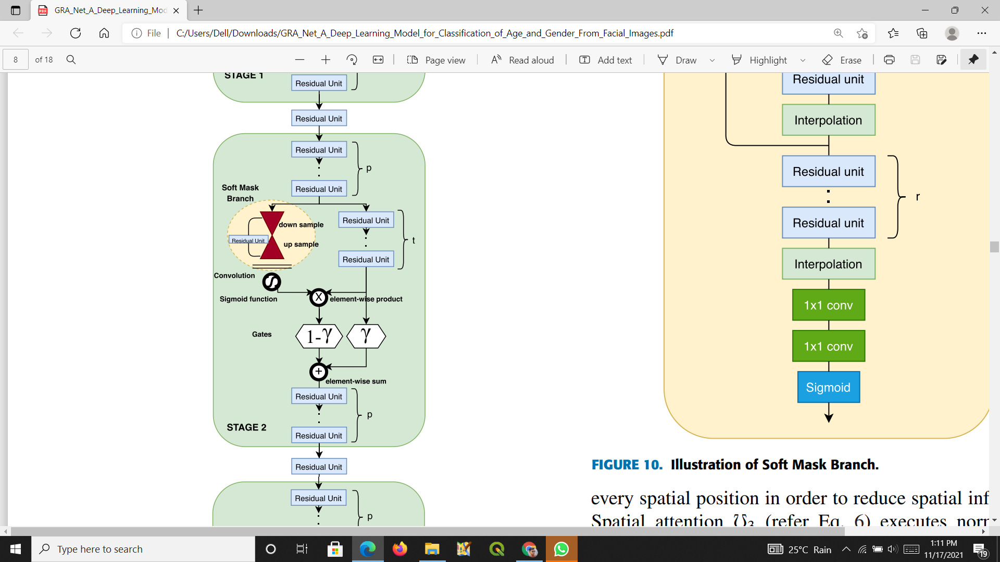 GRA_Net_A_Deep_Learning_Mod
File
C:/Users/Dell/Downloads/GRA_Net_A_Deep_Learning_Model_for_Classification_of_Age_and_Gender_From_Facial_Images.pdf
8 of 18
Page view
Read aloud
Add text
Draw
Highlight
Erase
STAGE 1
Residual Unit
Residual Unit
Residual Unit
p
Residual Unit
Soft Mask
Branch
down sample
Residual Unit
up sample
Residual Unit
t
Residual Unit
Convolution
Sigmoid function
X
element-wise product
Gates
1-γ
γ
+
element-wise sum
Residual Unit
p
STAGE 2
Residual Unit
Residual Unit
Residual Unit
p
Residual unit
Interpolation
Residual unit
r
Residual unit
Interpolation
1x1 conv
1x1 conv
Sigmoid
FIGURE 10. Illustration of Soft Mask Branch.
every spatial position in order to reduce spatial inf
Spatial attention ℧3 (refer Eq. 6) executes norm
Type here to search
25°C Rain
1:11 PM
11/17/2021
19